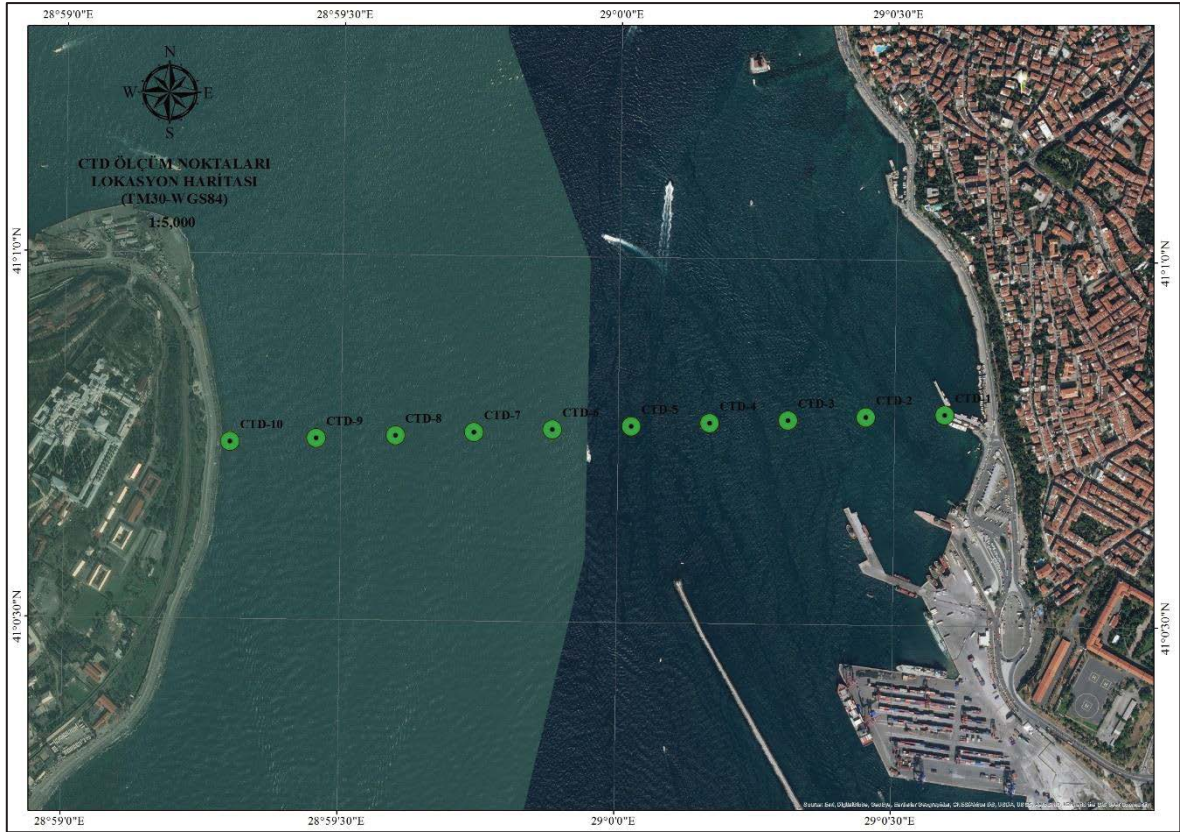 28°59'0"E 28°59'30"E 29°0'0"E 29°0'30"E
N
W E
S
CTD ÖLÇÜM NOKTALARI
LOKASYON HARİTASI
(TM30-WGS84)
1:5,000
41°1'0"N 41°1'0"N
CTD-10 CTD-9 CTD-8 CTD-7 CTD-6 CTD-5 CTD-4 CTD-3 CTD-2 CTD-1
41°0'30"N 41°0'30"N
28°59'0"E 28°59'30"E 29°0'0"E 29°0'30"E